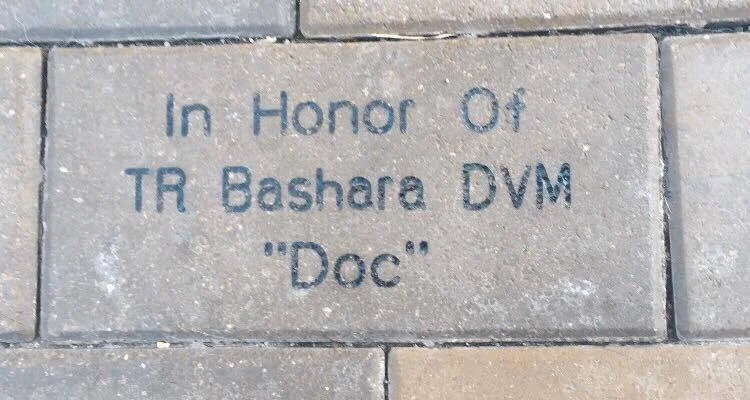 In Honor Of
TR Bashara DVM
"Doc"